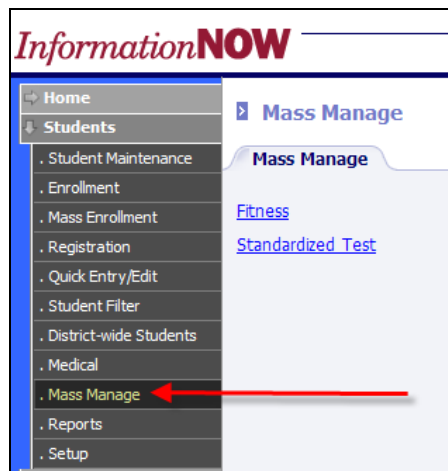 InformationNOW
Home
Students
. Student Maintenance
. Enrollment
. Mass Enrollment
. Registration
. Quick Entry/Edit
. Student Filter
. District-wide Students
. Medical
. Mass Manage
. Reports
. Setup
Mass Manage
Mass Manage
Fitness
Standardized Test